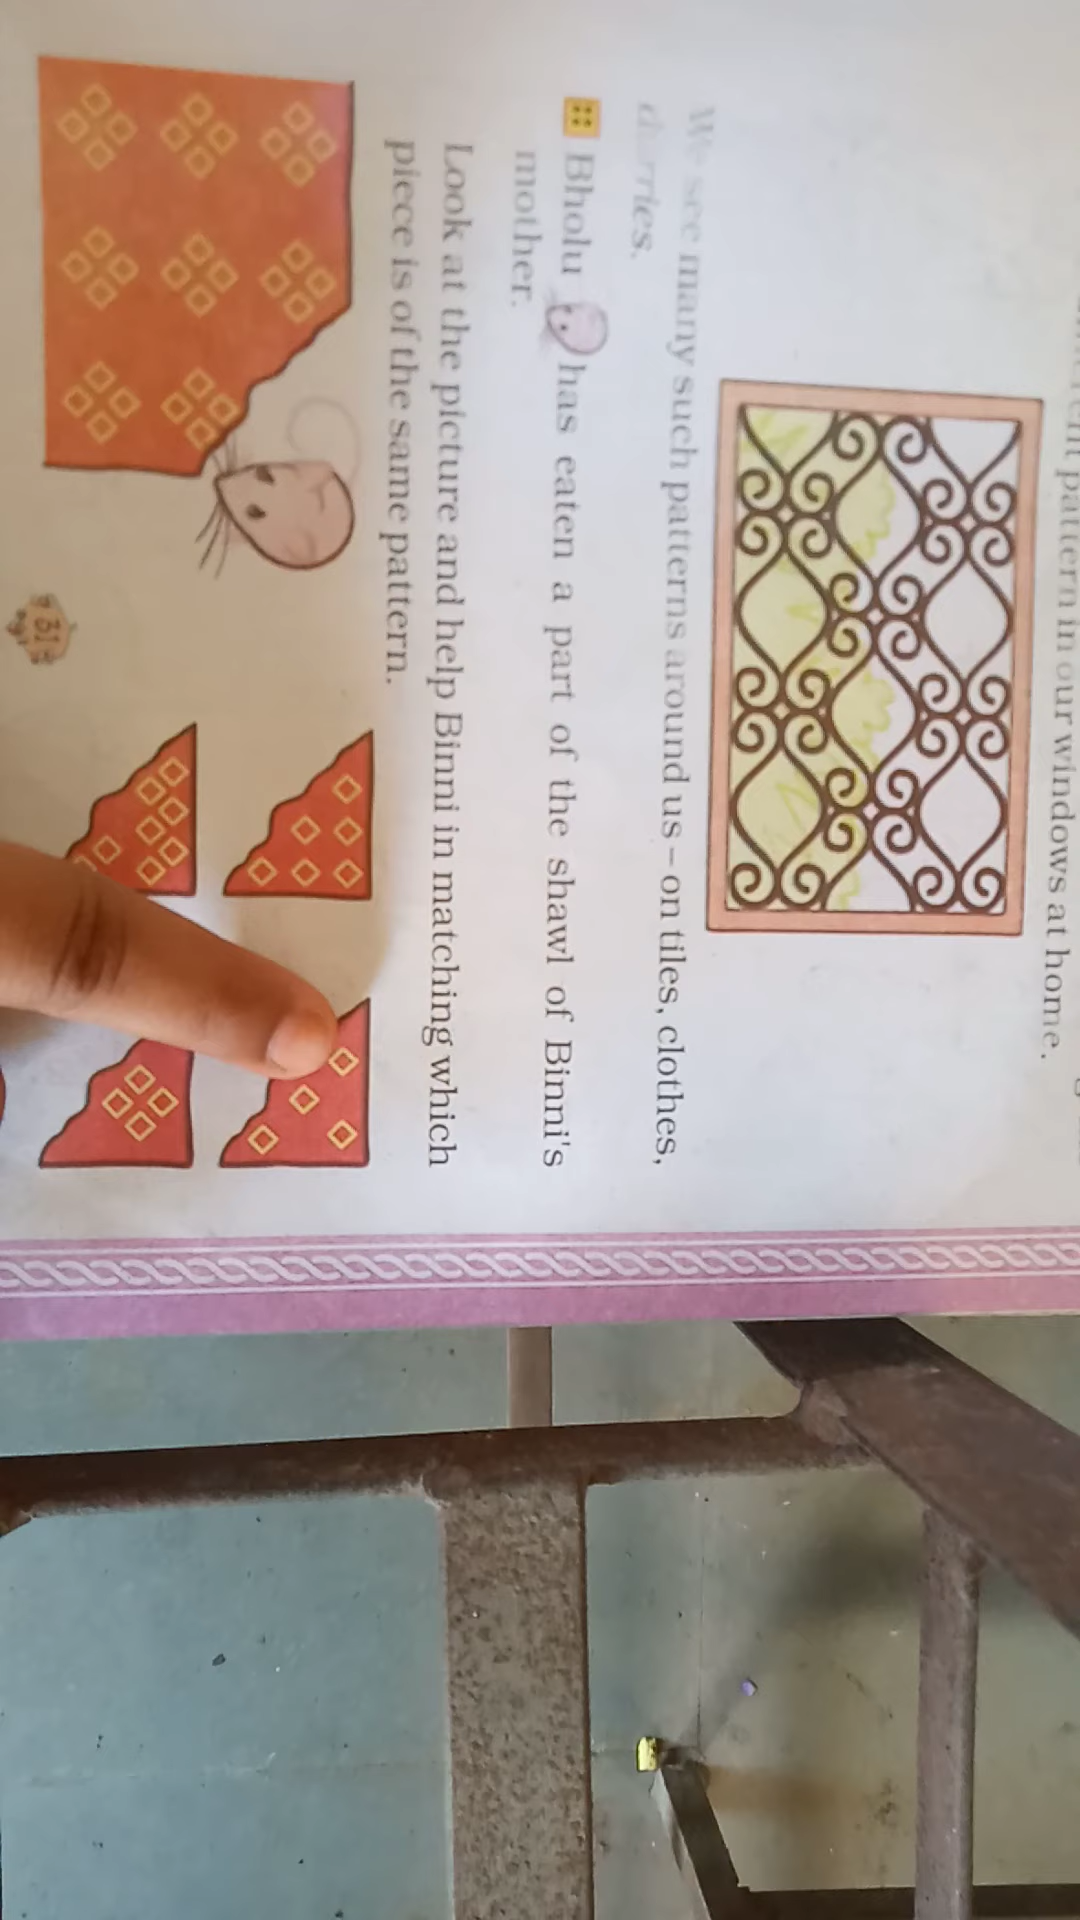 pattern in our windows at home.
We see many such patterns around us – on tiles, clothes,
durries.
Bholu has eaten a part of the shawl of Binni's
mother.
Look at the picture and help Binni in matching which
piece is of the same pattern.
31